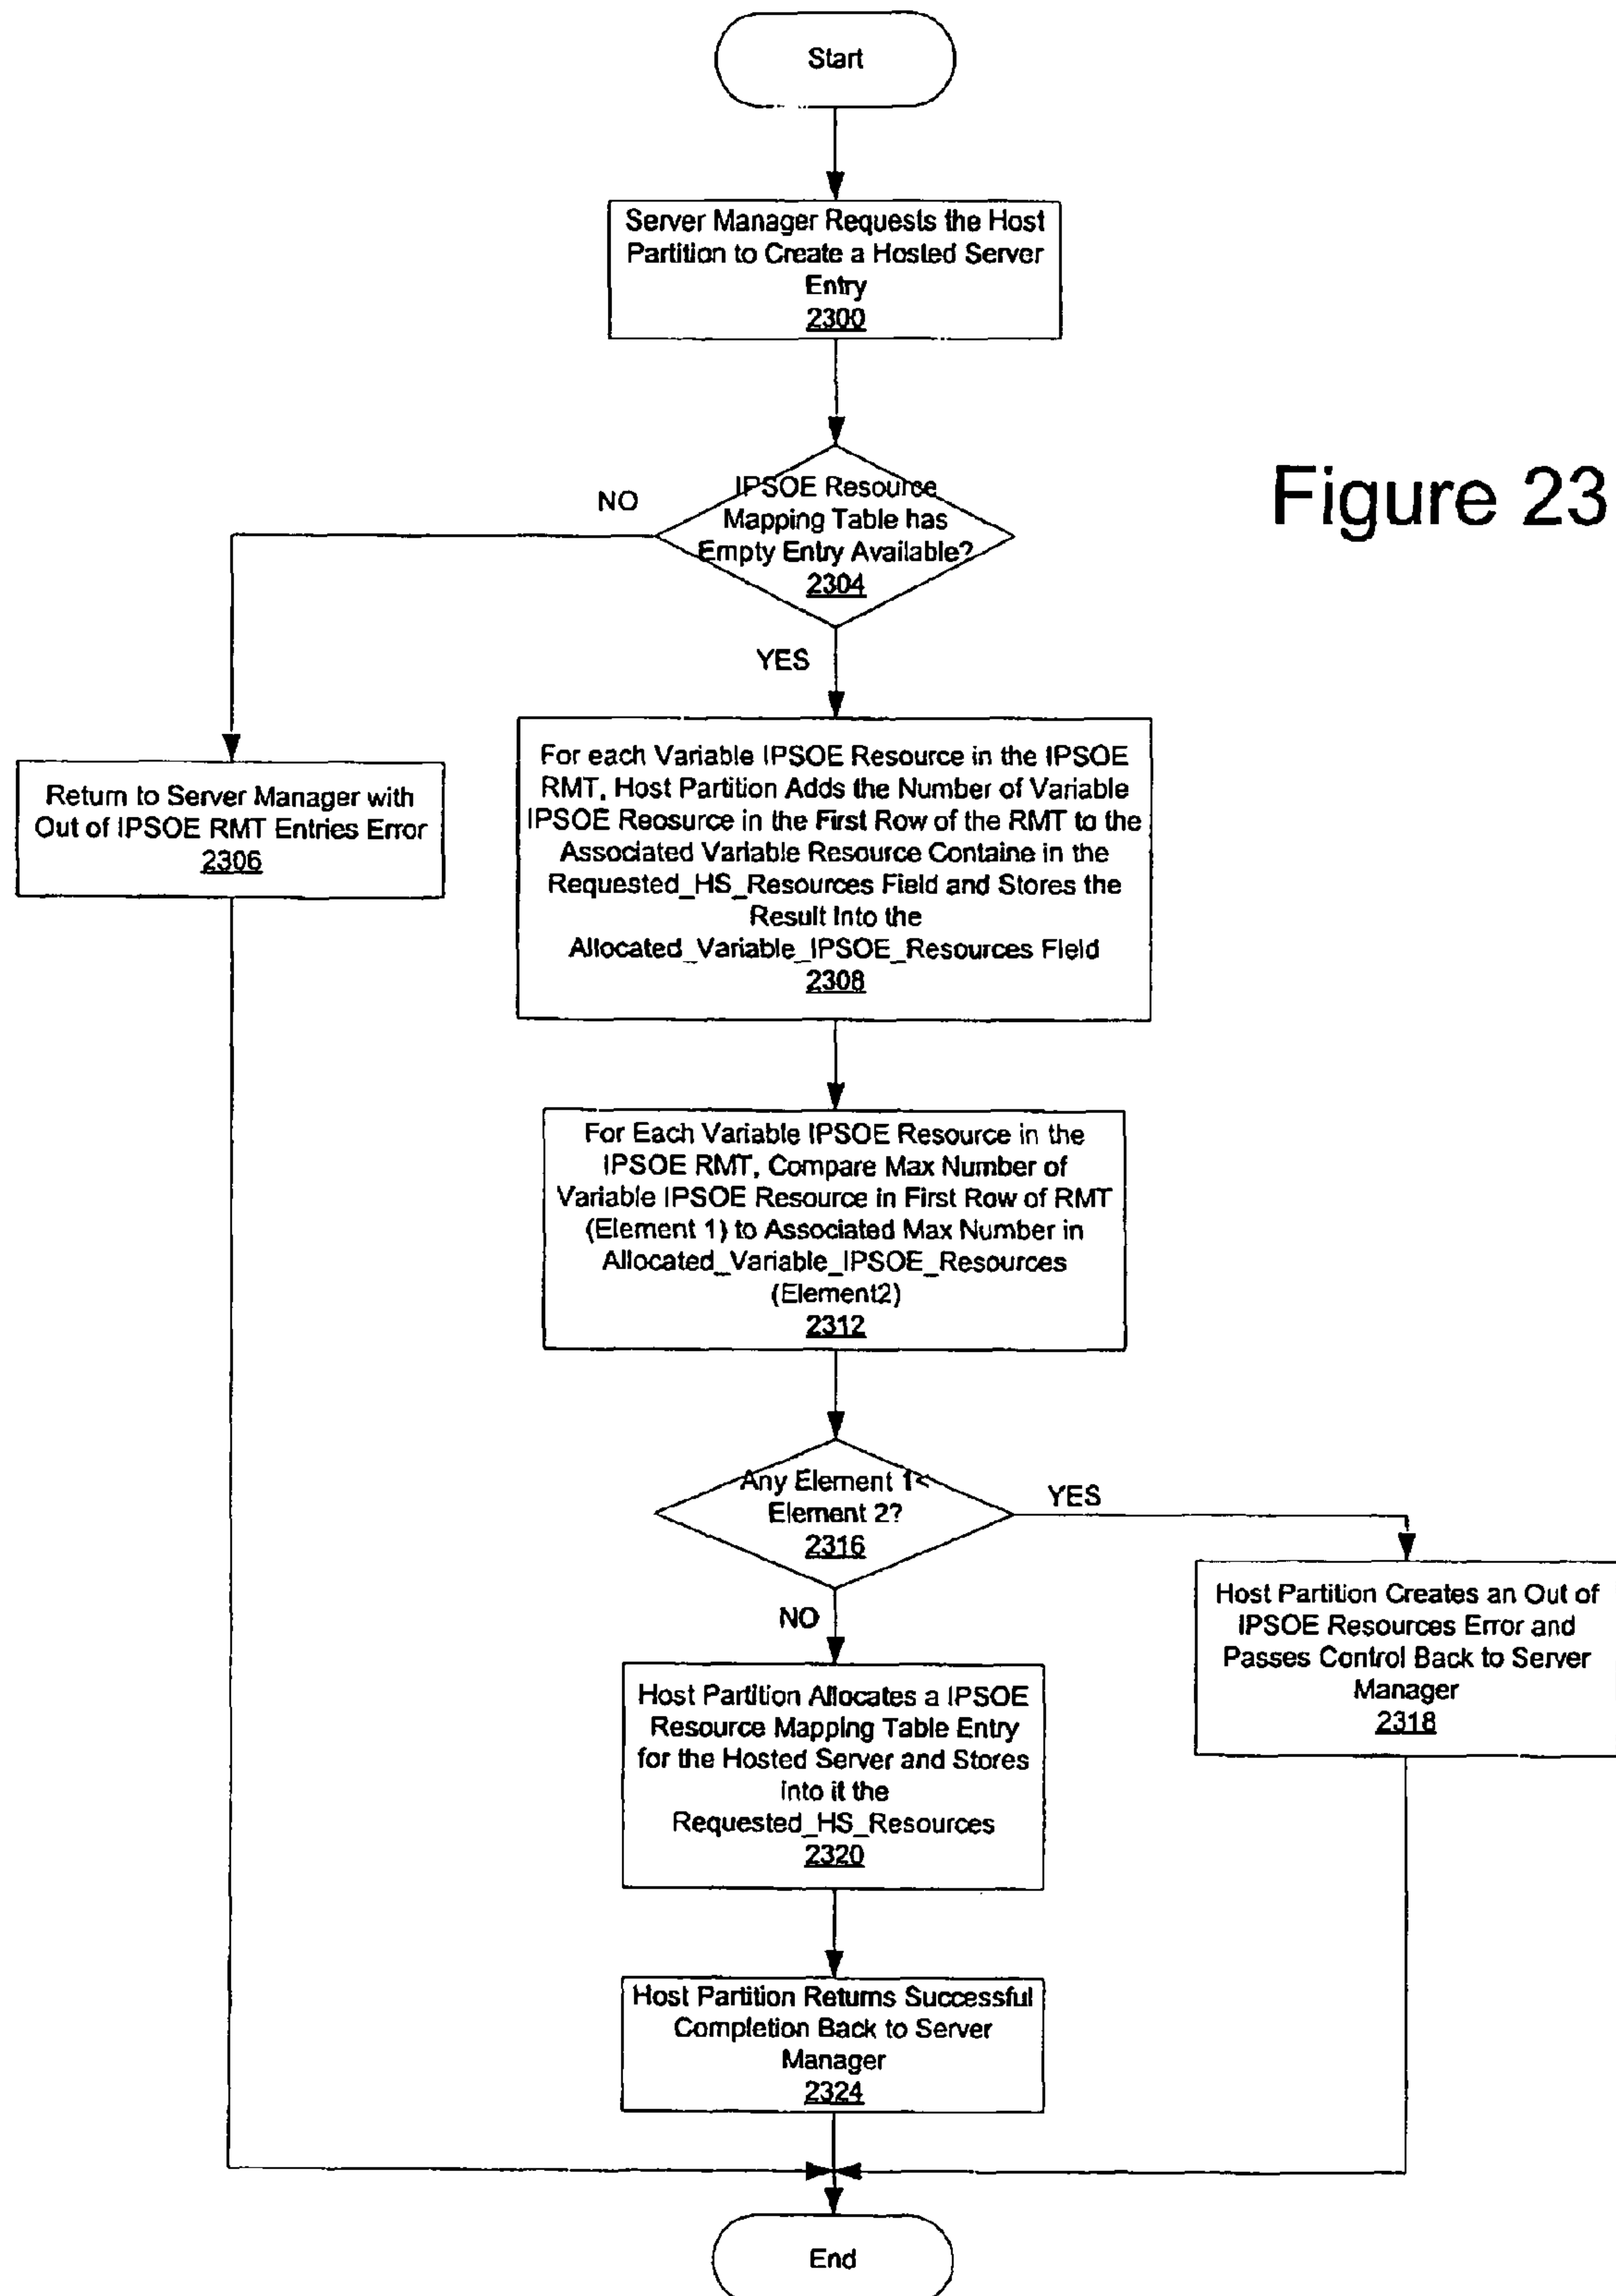 Start
Server Manager Requests the Host
Partition to Create a Hosted Server
Entry
2300
Figure 23
IPSOE Resource
Mapping Table has
Empty Entry Available?
2304
NO
YES
Return to Server Manager with
Out of IPSOE RMT Entries Error
2306
For each Variable IPSOE Resource in the IPSOE
RMT, Host Partition Adds the Number of Variable
IPSOE Reosurce in the First Row of the RMT to the
Associated Variable Resource Containe in the
Requested_HS_Resources Field and Stores the
Result Into the
Allocated_Variable_IPSOE_Resources Field
2308
For Each Variable IPSOE Resource in the
IPSOE RMT, Compare Max Number of
Variable IPSOE Resource in First Row of RMT
(Element 1) to Associated Max Number in
Allocated_Variable_IPSOE_Resources
(Element2)
2312
Any Element 1<
Element 2?
2316
YES
NO
Host Partition Creates an Out of
IPSOE Resources Error and
Passes Control Back to Server
Manager
2318
Host Partition Allocates a IPSOE
Resource Mapping Table Entry
for the Hosted Server and Stores
into it the
Requested_HS_Resources
2320
Host Partition Returns Successful
Completion Back to Server
Manager
2324
End